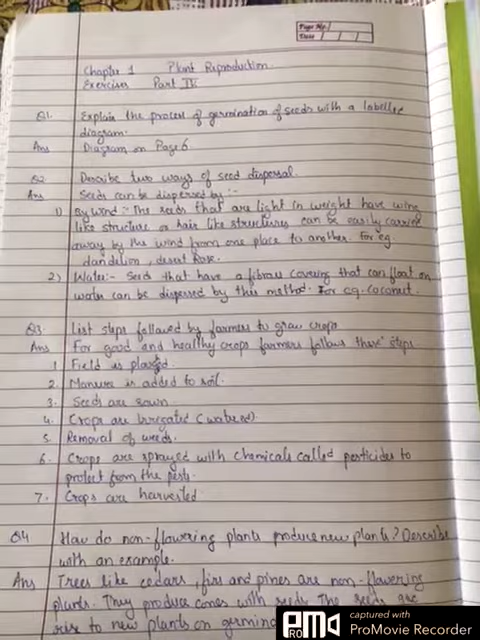 Page No.
Date
Chapter 1 Plant Reproduction
Exercises Part II
Q1. Explain the process of germination of seeds with a labelled
diagram.
Ans Diagram on Page 6
Q2 Describe two ways of seed dispersal.
Ans Seeds can be dispersed by :-
1) By wind :- The seeds that are light in weight have wing
like structure or hair like structures can be easily carried
away by the wind from one place to another. For eg.
dandelion, desert rose.
2) Water :- Seeds that have a fibrous covering that can float on
water can be dispersed by this method. For eg. coconut.
Q3. List steps followed by farmers to grow crops
Ans For good and healthy crops farmers follow these steps
1 Field is
2. Manure is added to soil.
3. Seeds are sown.
4. Crops are irrigated (watered).
5. Removal of weeds.
6. Crops are sprayed with chemicals called pesticides to
protect from the pests.
7. Crops are harvested
Q4 How do non-flowering plants produce new plants? Describe
with an example.
Ans Trees like cedars, firs and pines are non-flowering
plants. They produce cones with seeds. The seeds
rise to new plants on
captured with
PRO PM ProMovie Recorder